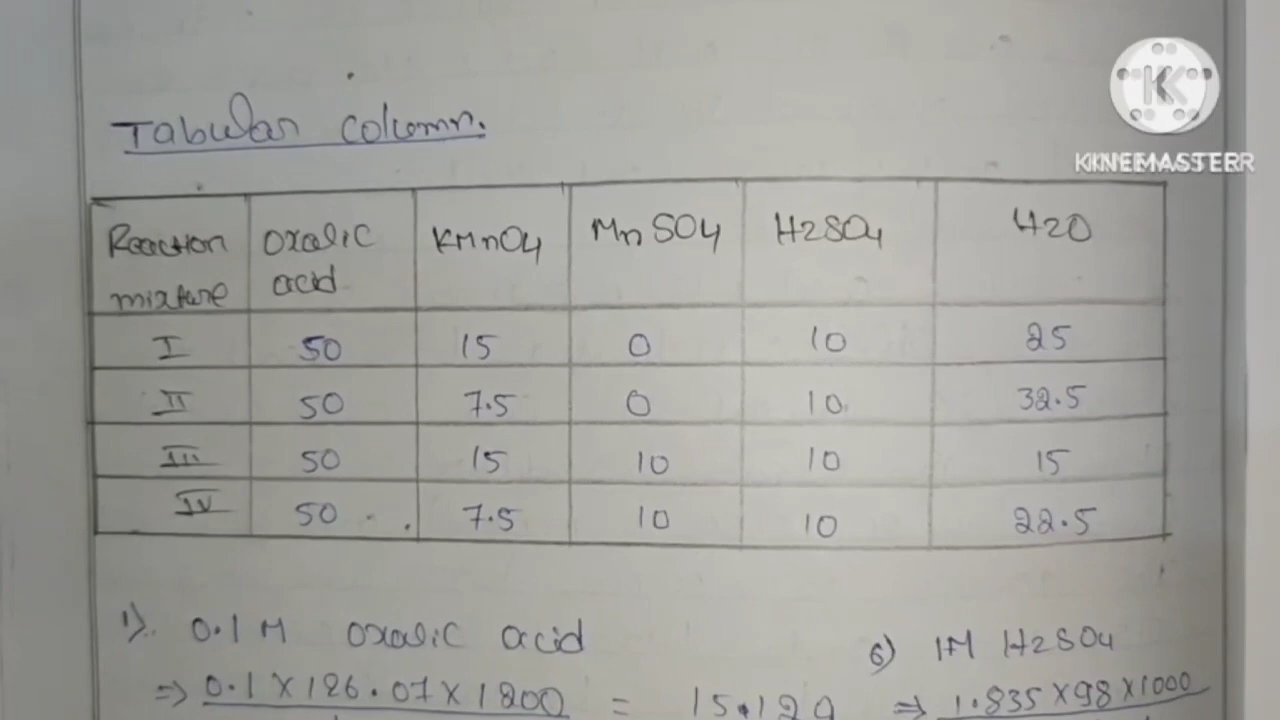 KINEMASTER
Tabular column.
Reaction mixture Oxalic acid KMnO4 MnSO4 H2SO4 H2O
I 50 15 0 10 25
II 50 7.5 0 10 32.5
III 50 15 10 10 15
IV 50 7.5 10 10 22.5
1). 0.1M Oxalic acid
⇒ 0.1 X 126.07 X 1200 = 15.129
6) 1M H2SO4
⇒ 1.835 X 98 X 1000